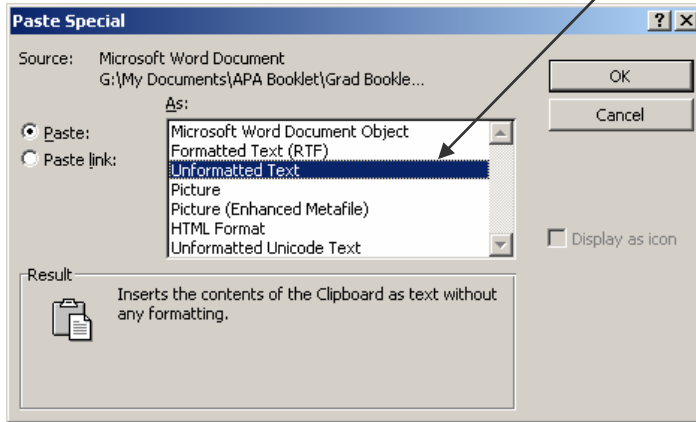 Paste Special
Source: Microsoft Word Document
G:\My Documents\APA Booklet\Grad Bookle...
As:
Paste:
Paste link:
Microsoft Word Document Object
Formatted Text (RTF)
Unformatted Text
Picture
Picture (Enhanced Metafile)
HTML Format
Unformatted Unicode Text
OK
Cancel
Display as icon
Result
Inserts the contents of the Clipboard as text without
any formatting.